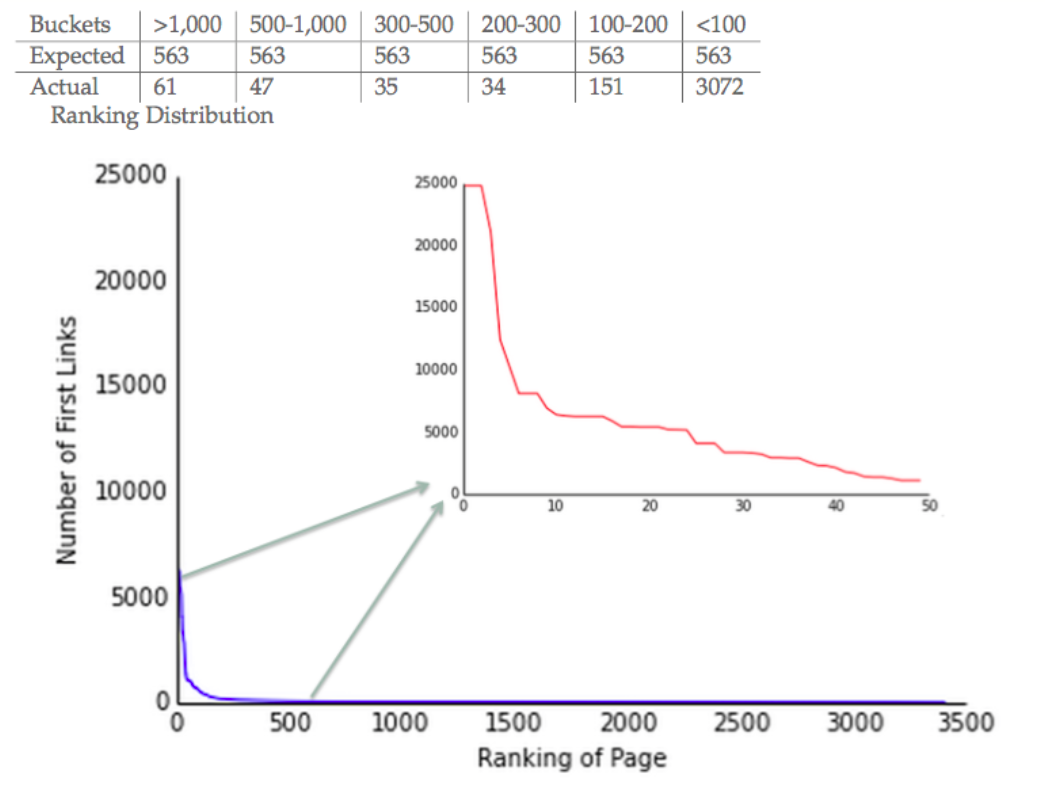 Buckets >1,000 500-1,000 300-500 200-300 100-200 <100
Expected 563 563 563 563 563 563
Actual 61 47 35 34 151 3072
Ranking Distribution
25000
20000
15000
10000
5000
0
Number of First Links
0 500 1000 1500 2000 2500 3000 3500
Ranking of Page
25000
20000
15000
10000
5000
0
0 10 20 30 40 50